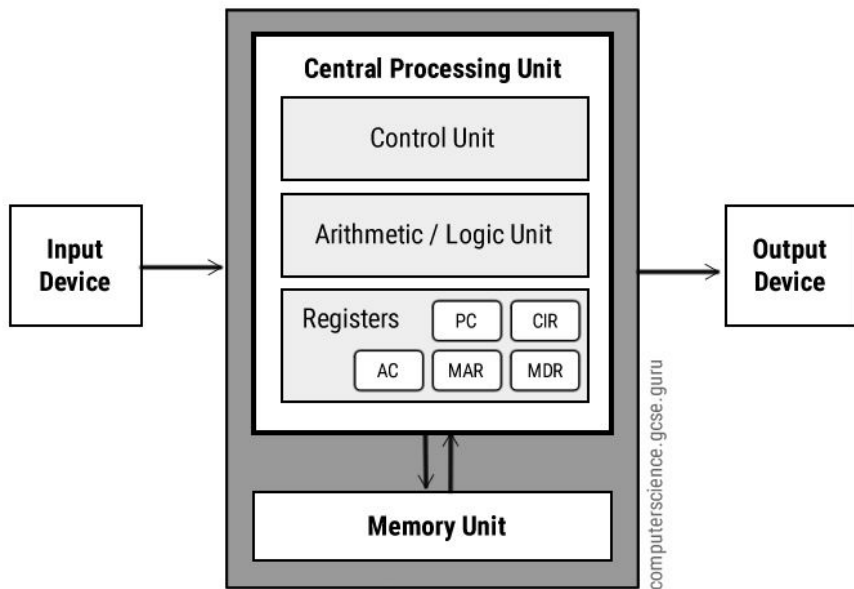 Central Processing Unit
Control Unit
Arithmetic / Logic Unit
Input
Device
Output
Device
Registers
PC
CIR
AC
MAR
MDR
Memory Unit
computerscience.gcse.guru